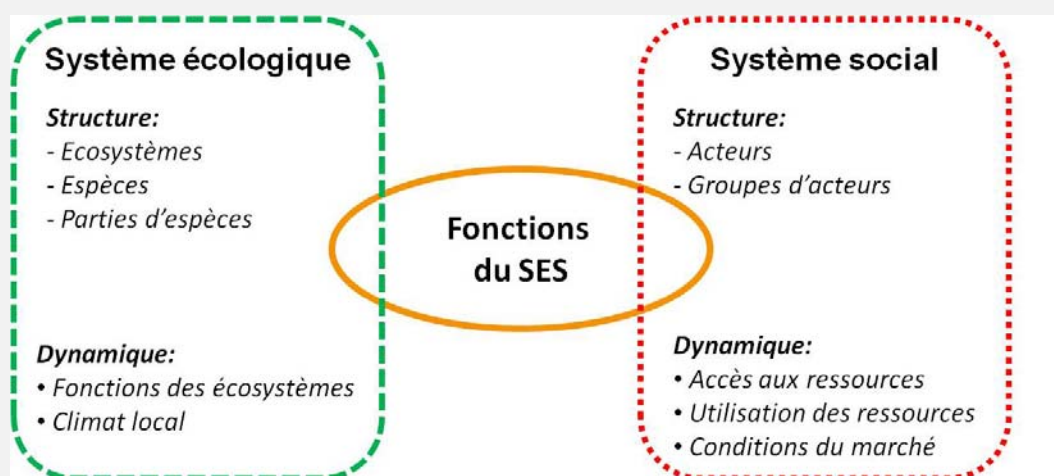 Système écologique
Structure:
- Ecosystèmes
- Espèces
- Parties d'espèces
Dynamique:
• Fonctions des écosystèmes
• Climat local
Fonctions
du SES
Système social
Structure:
- Acteurs
- Groupes d'acteurs
Dynamique:
• Accès aux ressources
• Utilisation des ressources
• Conditions du marché